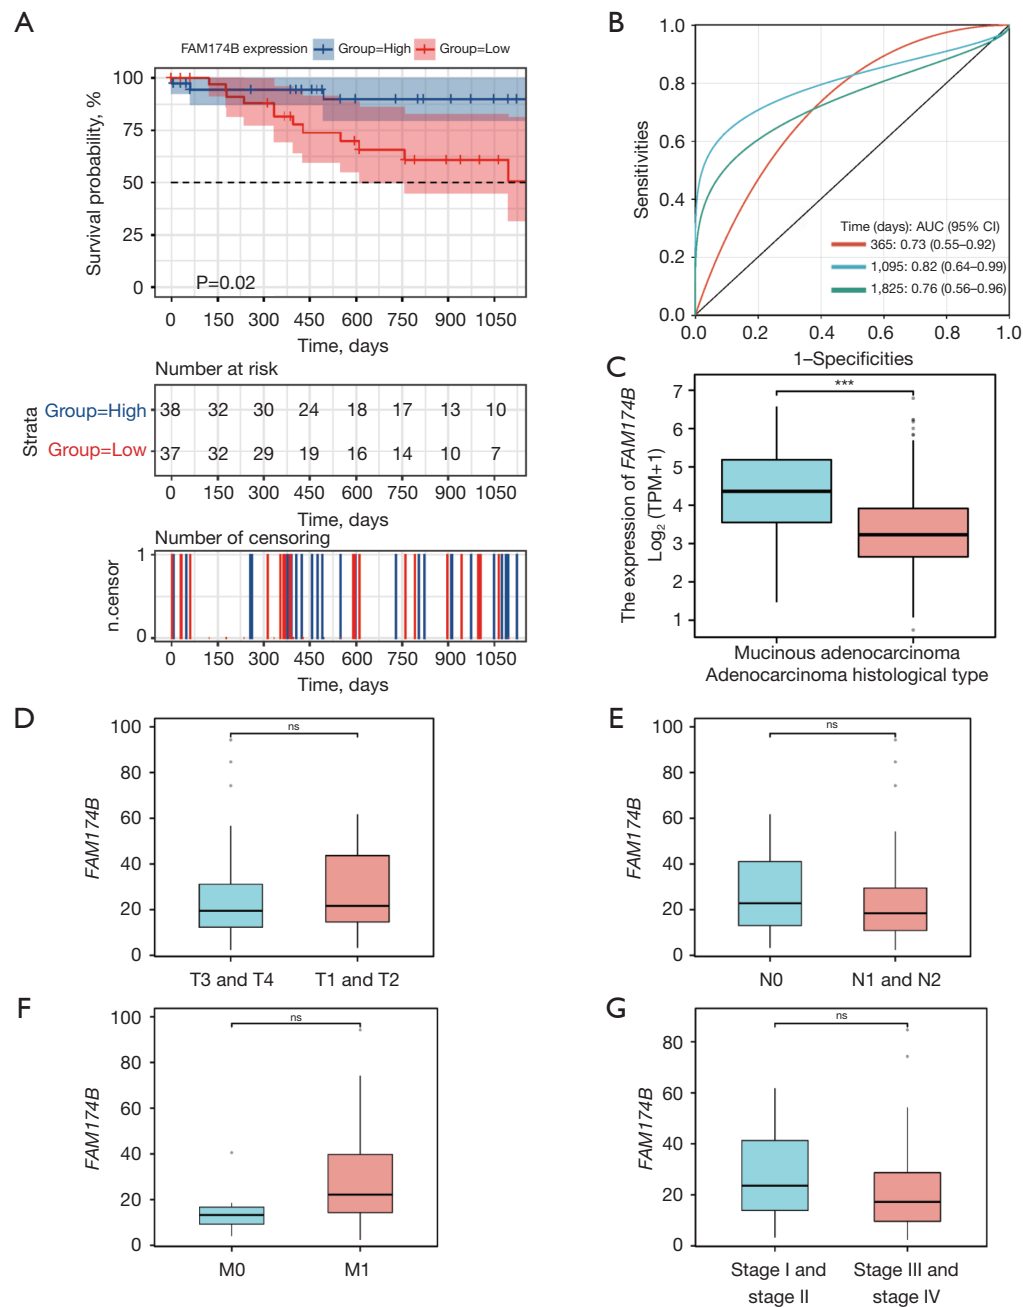 A
FAM174B expression Group=High Group=Low
100
75
50
25
0
Survival probability, %
P=0.02
0 150 300 450 600 750 900 1050
Time, days
Number at risk
Strata
Group=High 38 32 30 24 18 17 13 10
Group=Low 37 32 29 19 16 14 10 7
0 150 300 450 600 750 900 1050
Time, days
Number of censoring
n.censor
1
0
0 150 300 450 600 750 900 1050
Time, days
B
1.0
0.8
0.6
0.4
0.2
0.0
Sensitivities
Time (days): AUC (95% CI)
365: 0.73 (0.55–0.92)
1,095: 0.82 (0.64–0.99)
1,825: 0.76 (0.56–0.96)
0.0 0.2 0.4 0.6 0.8 1.0
1–Specificities
C
The expression of FAM174B
Log₂ (TPM+1)
7
6
5
4
3
2
1
***
Mucinous adenocarcinoma
Adenocarcinoma histological type
D
FAM174B
100
80
60
40
20
0
ns
T3 and T4 T1 and T2
E
FAM174B
100
80
60
40
20
0
ns
N0 N1 and N2
F
FAM174B
100
80
60
40
20
0
ns
M0 M1
G
FAM174B
80
60
40
20
0
ns
Stage I and Stage III and
stage II stage IV